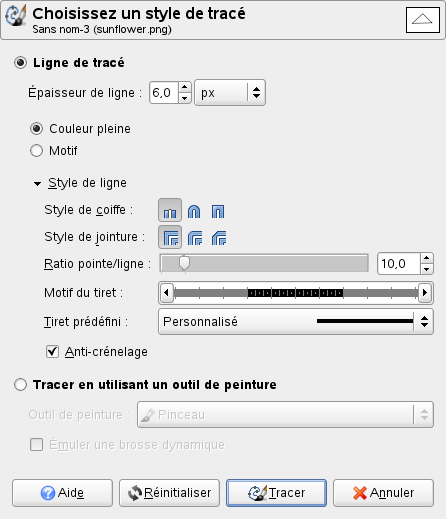 Choisissez un style de tracé
Sans nom-3 (sunflower.png)
Ligne de tracé
Épaisseur de ligne : 6,0 px
Couleur pleine
Motif
Style de ligne
Style de coiffe :
Style de jointure :
Ratio pointe/ligne : 10,0
Motif du tiret :
Tiret prédéfini : Personnalisé
Anti-crénelage
Tracer en utilisant un outil de peinture
Outil de peinture : Pinceau
Émuler une brosse dynamique
Aide Réinitialiser Tracer Annuler